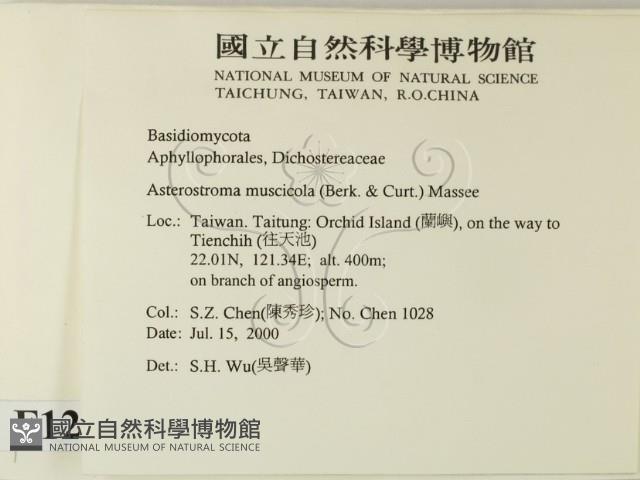 國立自然科學博物館
NATIONAL MUSEUM OF NATURAL SCIENCE
TAICHUNG, TAIWAN, R.O.CHINA
Basidiomycota
Aphyllophorales, Dichostereaceae
Asterostroma muscicola (Berk. & Curt.) Massee
Loc.: Taiwan. Taitung: Orchid Island (蘭嶼), on the way to
Tienchih (往天池)
22.01N, 121.34E; alt. 400m;
on branch of angiosperm.
Col.: S.Z. Chen(陳秀珍); No. Chen 1028
Date: Jul. 15, 2000
Det.: S.H. Wu(吳聲華)
國立自然科學博物館
NATIONAL MUSEUM OF NATURAL SCIENCE